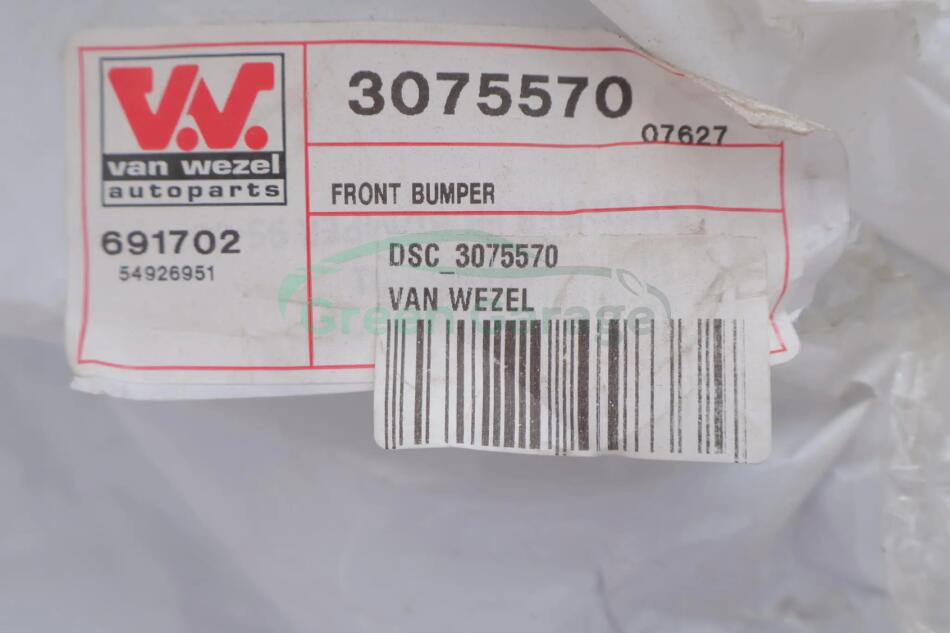 V.V.
van wezel
autoparts
3075570
07627
FRONT BUMPER
691702
54926951
DSC_3075570
VAN WEZEL
Green Garage